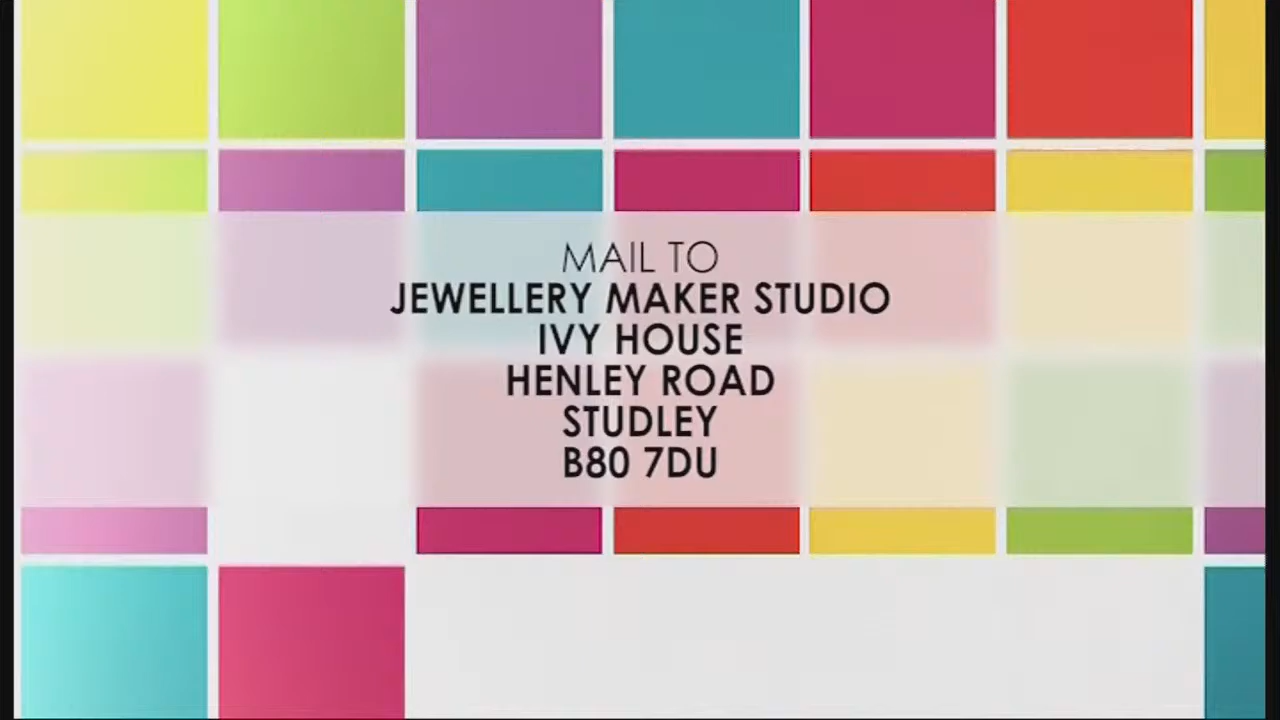 MAIL TO
JEWELLERY MAKER STUDIO
IVY HOUSE
HENLEY ROAD
STUDLEY
B80 7DU